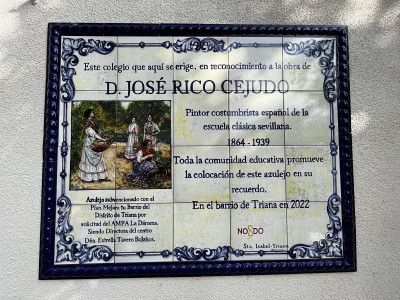 Este colegio que aquí se erige, en reconocimiento a la obra de
D. JOSÉ RICO CEJUDO
Pintor costumbrista español de la
escuela clásica sevillana.
1864 - 1939
Toda la comunidad educativa promueve
la colocación de este azulejo en su
recuerdo.
En el barrio de Triana en 2022
Azulejo subvencionado con el
Plan Mejora tu Barrio del
Distrito de Triana por
solicitud del AMPA La Dársena.
Siendo Directora del centro
Dña. Estrella Tavero Bolaños.
NO8DO
Sta. Isabel-Triana